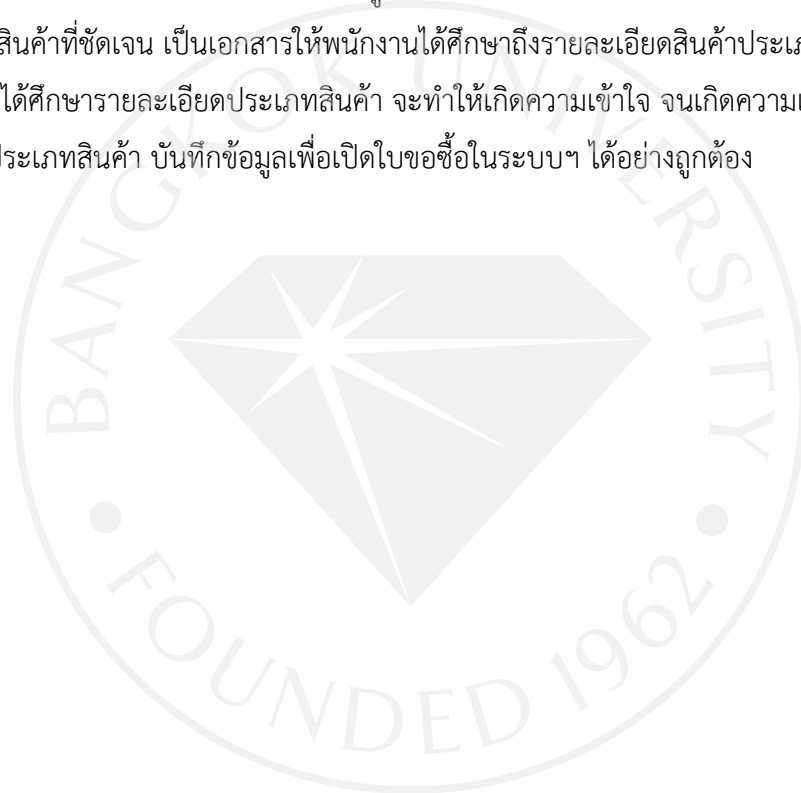 สินค้าที่ชัดเจน เป็นเอกสารให้พนักงานได้ศึกษาถึงรายละเอียดสินค้าประเภ
ได้ศึกษารายละเอียดประเภทสินค้า จะทำให้เกิดความเข้าใจ จนเกิดความ
ประเภทสินค้า บันทึกข้อมูลเพื่อเปิดใบขอซื้อในระบบฯ ได้อย่างถูกต้อง
BANGKOK UNIVERSITY
FOUNDED 1962